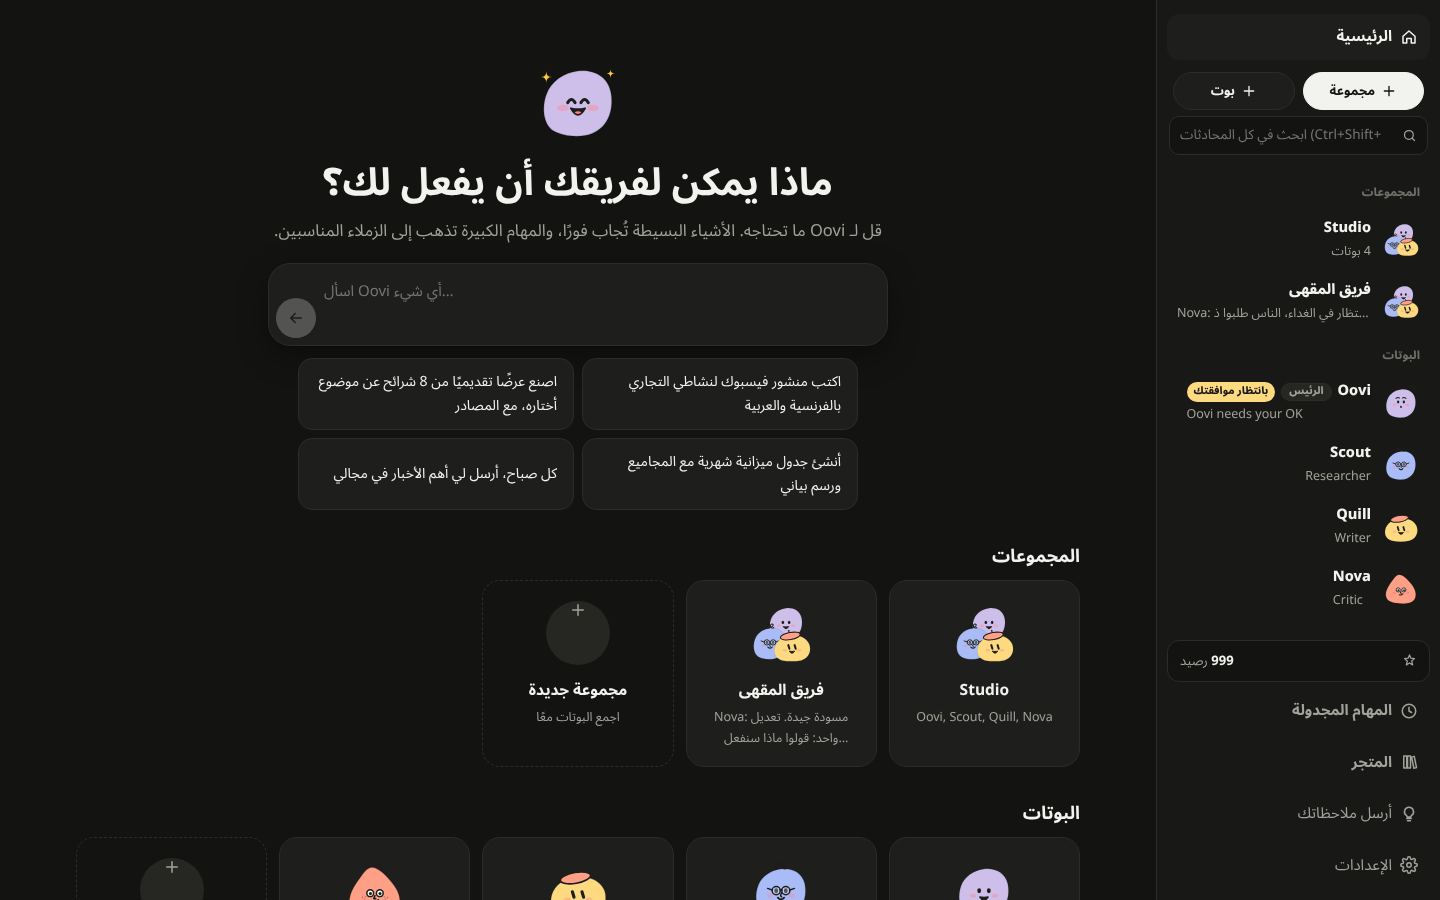 الرئيسية
مجموعة
بوت
ابحث في كل المحادثات (Ctrl+Shift+
المجموعات
Studio
4 بوتات
فريق المقهى
Nova: ...تنظار في الغداء، الناس طلبوا ذ
البوتات
Oovi الرئيس بانتظار موافقتك
Oovi needs your OK
Scout
Researcher
Quill
Writer
Nova
Critic
999 رصيد
المهام المجدولة
المتجر
أرسل ملاحظاتك
الإعدادات
ماذا يمكن لفريقك أن يفعل لك؟
قل لـ Oovi ما تحتاجه. الأشياء البسيطة تُجاب فورًا، والمهام الكبيرة تذهب إلى الزملاء المناسبين.
اسأل Oovi أي شيء...
اكتب منشور فيسبوك لنشاطي التجاري
بالفرنسية والعربية
اصنع عرضًا تقديميًا من 8 شرائح عن موضوع
أختاره، مع المصادر
أنشئ جدول ميزانية شهرية مع المجاميع
ورسم بياني
كل صباح، أرسل لي أهم الأخبار في مجالي
المجموعات
Studio
Oovi, Scout, Quill, Nova
فريق المقهى
Nova: مسودة جيدة. تعديل
واحد: قولوا ماذا سنفعل...
مجموعة جديدة
اجمع البوتات معًا
البوتات